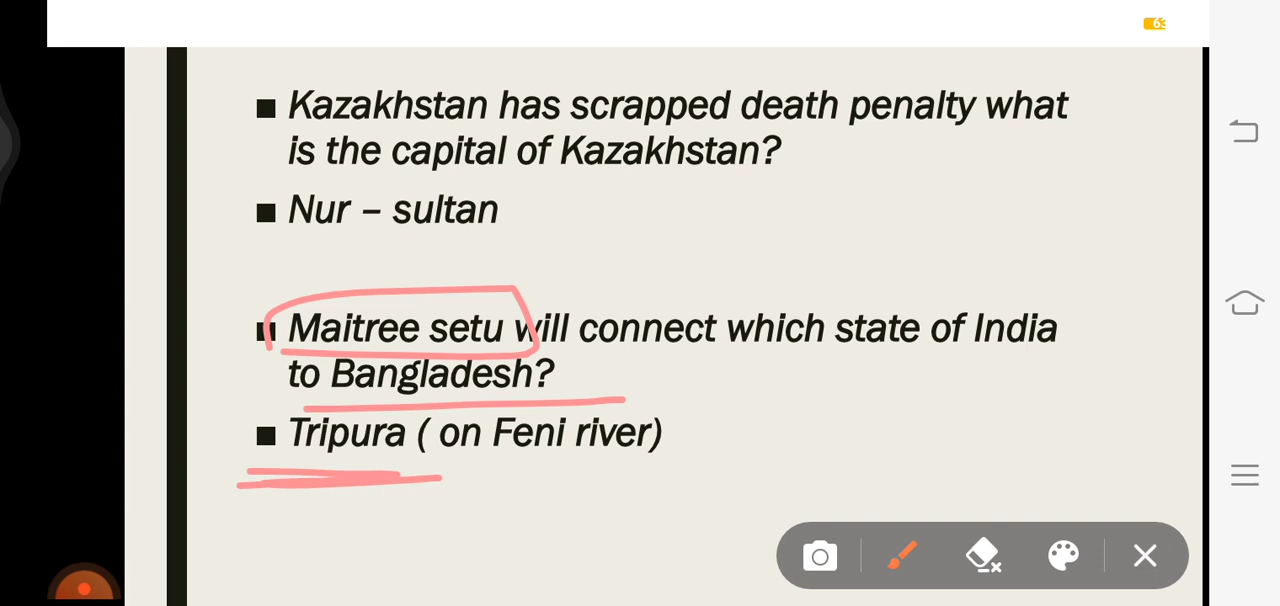 63
Kazakhstan has scrapped death penalty what
is the capital of Kazakhstan?
Nur – sultan
Maitree setu will connect which state of India
to Bangladesh?
Tripura ( on Feni river)